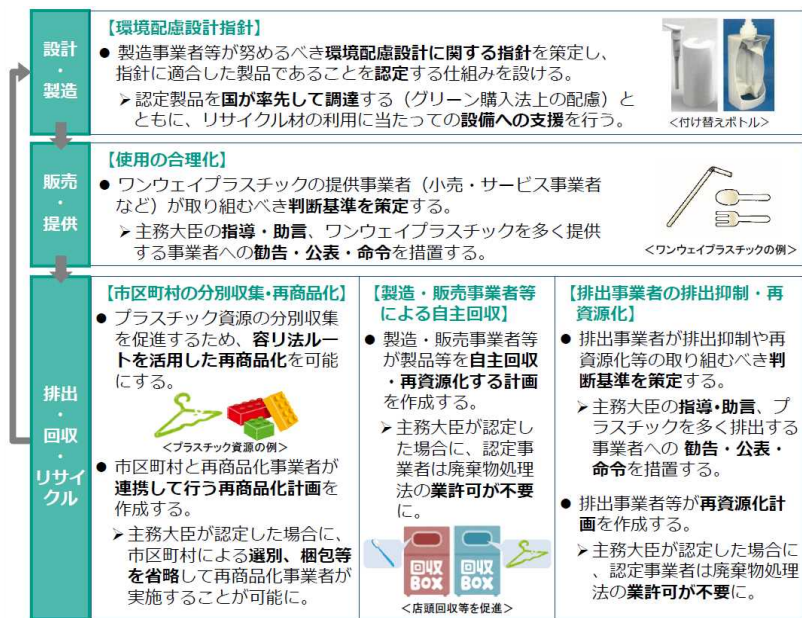 設計
・
製造
【環境配慮設計指針】
● 製造事業者等が努めるべき環境配慮設計に関する指針を策定し、
指針に適合した製品であることを認定する仕組みを設ける。
➢認定製品を国が率先して調達する（グリーン購入法上の配慮）と
ともに、リサイクル材の利用に当たっての設備への支援を行う。
<付け替えボトル>
販売
・
提供
【使用の合理化】
● ワンウェイプラスチックの提供事業者（小売・サービス事業者
など）が取り組むべき判断基準を策定する。
➢主務大臣の指導・助言、ワンウェイプラスチックを多く提供
する事業者への勧告・公表・命令を措置する。
<ワンウェイプラスチックの例>
排出
・
回収
・
リサイ
クル
【市区町村の分別収集・再商品化】
● プラスチック資源の分別収集
を促進するため、容リ法ルー
トを活用した再商品化を可能
にする。
<プラスチック資源の例>
● 市区町村と再商品化事業者が
連携して行う再商品化計画を
作成する。
➢主務大臣が認定した場合に、
市区町村による選別、梱包等
を省略して再商品化事業者が
実施することが可能に。
【製造・販売事業者等
による自主回収】
● 製造・販売事業者等
が製品等を自主回収
・再資源化する計画
を作成する。
➢主務大臣が認定し
た場合に、認定事
業者は廃棄物処理
法の業許可が不要
に。
回収
BOX
回収
BOX
<店頭回収等を促進>
【排出事業者の排出抑制・再
資源化】
● 排出事業者が排出抑制や再
資源化等の取り組むべき判
断基準を策定する。
➢主務大臣の指導・助言、プ
ラスチックを多く排出する
事業者への 勧告・公表・
命令を措置する。
● 排出事業者等が再資源化計
画を作成する。
➢主務大臣が認定した場合に
、認定事業者は廃棄物処理
法の業許可が不要に。